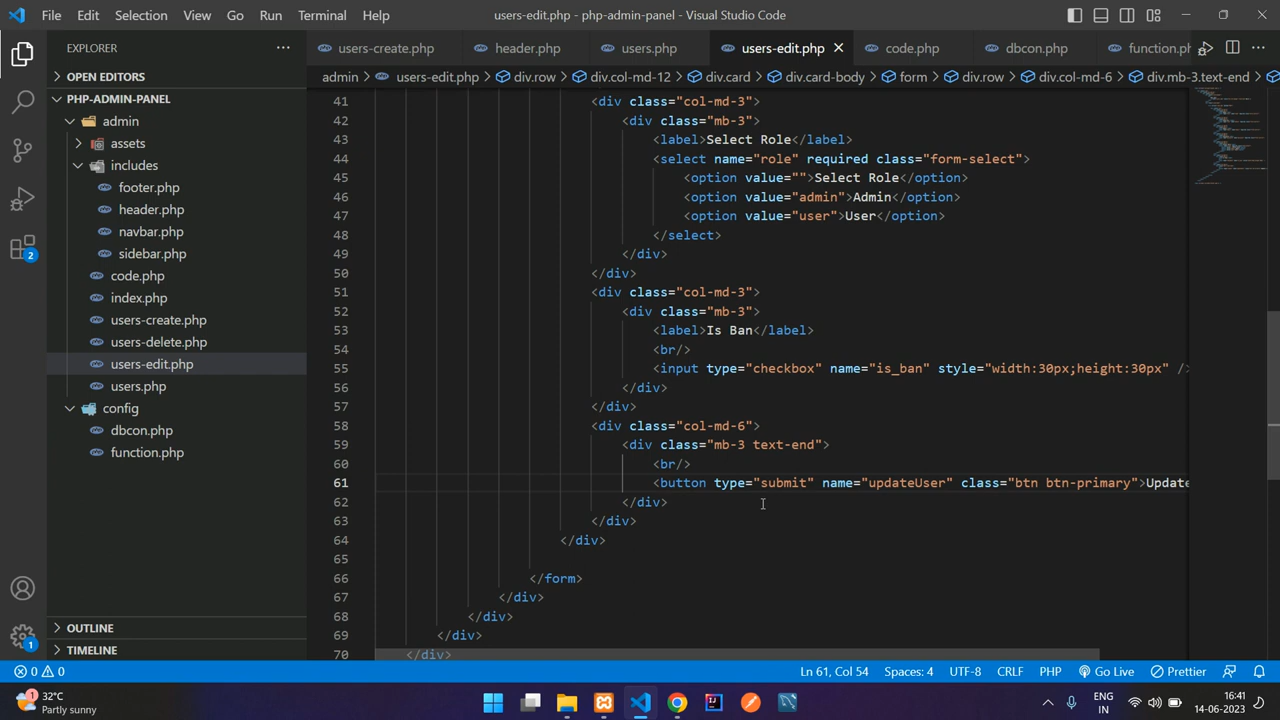 File Edit Selection View Go Run Terminal Help
users-edit.php - php-admin-panel - Visual Studio Code
EXPLORER
users-create.php header.php users.php users-edit.php code.php dbcon.php function.ph
OPEN EDITORS
admin > users-edit.php > div.row > div.col-md-12 > div.card > div.card-body > form > div.row > div.col-md-6 > div.mb-3.text-end >
PHP-ADMIN-PANEL
admin
assets
includes
footer.php
header.php
navbar.php
sidebar.php
code.php
index.php
users-create.php
users-delete.php
users-edit.php
users.php
config
dbcon.php
function.php
OUTLINE
TIMELINE
2
1
41 <div class="col-md-3">
42 <div class="mb-3">
43 <label>Select Role</label>
44 <select name="role" required class="form-select">
45 <option value="">Select Role</option>
46 <option value="admin">Admin</option>
47 <option value="user">User</option>
48 </select>
49 </div>
50 </div>
51 <div class="col-md-3">
52 <div class="mb-3">
53 <label>Is Ban</label>
54 <br/>
55 <input type="checkbox" name="is_ban" style="width:30px;height:30px" />
56 </div>
57 </div>
58 <div class="col-md-6">
59 <div class="mb-3 text-end">
60 <br/>
61 <button type="submit" name="updateUser" class="btn btn-primary">Update
62 </div>
63 </div>
64 </div>
65
66 </form>
67 </div>
68 </div>
69 </div>
70 </div>
0 0
Ln 61, Col 54 Spaces: 4 UTF-8 CRLF PHP Go Live Prettier
1
32°C
Partly sunny
ENG
IN
16:41
14-06-2023